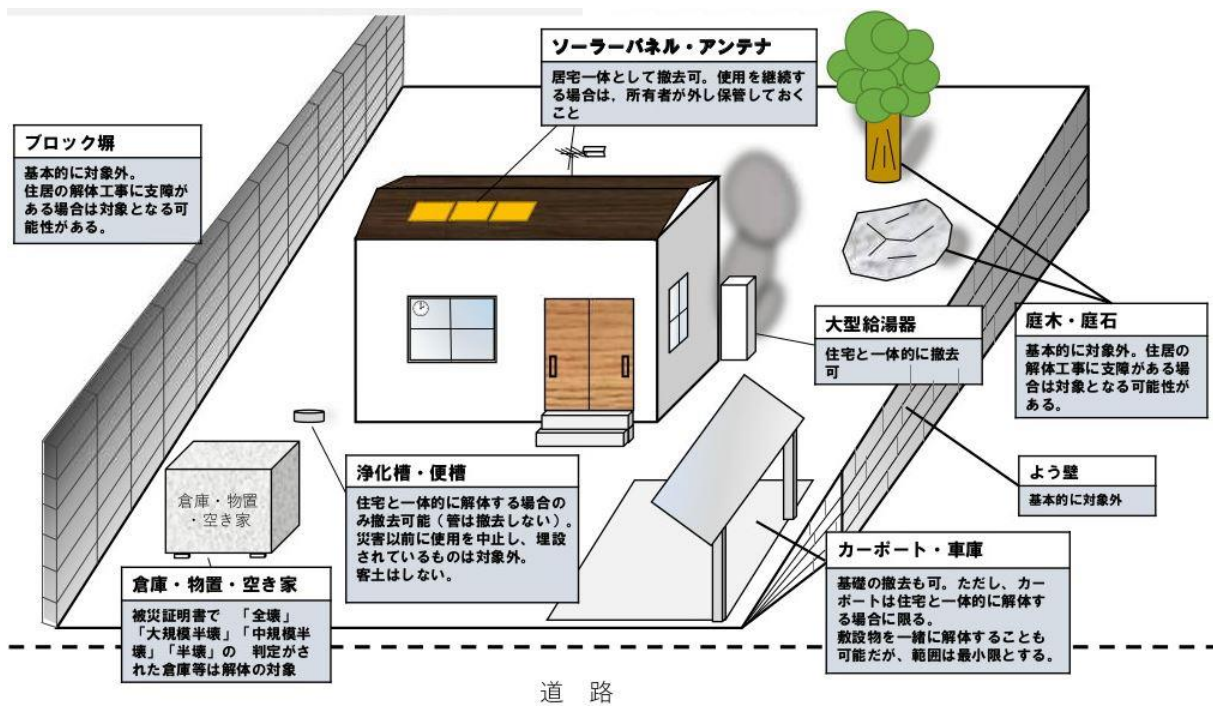 ソーラーパネル・アンテナ
居宅一体として撤去可。使用を継続す
る場合は，所有者が外し保管しておく
こと
ブロック塀
基本的に対象外。
住居の解体工事に支障が
ある場合は対象となる可
能性がある。
大型給湯器
住宅と一体的に撤去
可
庭木・庭石
基本的に対象外。住居の
解体工事に支障がある場
合は対象となる可能性が
ある。
浄化槽・便槽
住宅と一体的に解体する場合の
み撤去可能（管は撤去しない）。
災害以前に使用を中止し、埋設
されているものは対象外。
客土はしない。
よう壁
基本的に対象外
倉庫・物置
・空き家
倉庫・物置・空き家
被災証明書で　「全壊」
「大規模半壊」「中規模半
壊」「半壊」の　判定がさ
れた倉庫等は解体の対象
カーポート・車庫
基礎の撤去も可。ただし、カー
ポートは住宅と一体的に解体す
る場合に限る。
敷設物を一緒に解体することも
可能だが、範囲は最小限とする。
道　路